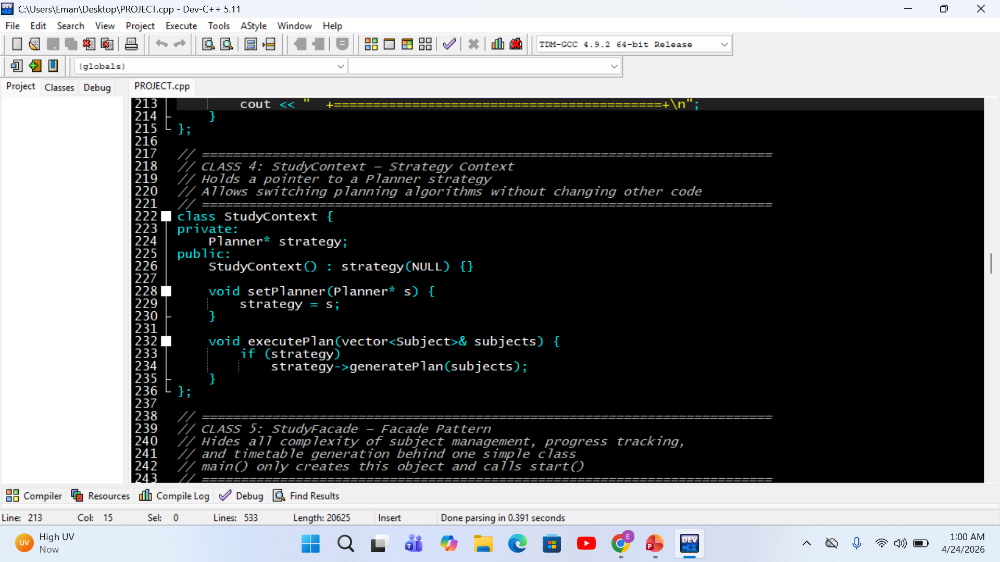 C:\Users\Eman\Desktop\PROJECT.cpp - Dev-C++ 5.11
File Edit Search View Project Execute Tools AStyle Window Help
TDM-GCC 4.9.2 64-bit Release
(globals)
Project Classes Debug
PROJECT.cpp
213 cout << "  +==========================================+\n";
214 }
215 };
216
217 // =========================================================================
218 // CLASS 4: StudyContext – Strategy Context
219 // Holds a pointer to a Planner strategy
220 // Allows switching planning algorithms without changing other code
221 // =========================================================================
222 class StudyContext {
223 private:
224 Planner* strategy;
225 public:
226 StudyContext() : strategy(NULL) {}
227
228 void setPlanner(Planner* s) {
229 strategy = s;
230 }
231
232 void executePlan(vector<Subject>& subjects) {
233 if (strategy)
234 strategy->generatePlan(subjects);
235 }
236 };
237
238 // =========================================================================
239 // CLASS 5: StudyFacade – Facade Pattern
240 // Hides all complexity of subject management, progress tracking,
241 // and timetable generation behind one simple class
242 // main() only creates this object and calls start()
243 // =========================================================================
Compiler Resources Compile Log Debug Find Results
Line: 213 Col: 15 Sel: 0 Lines: 533 Length: 20625 Insert Done parsing in 0.391 seconds
UV
High UV
Now
T
E
P
DEV
C++
1:00 AM
4/24/2026